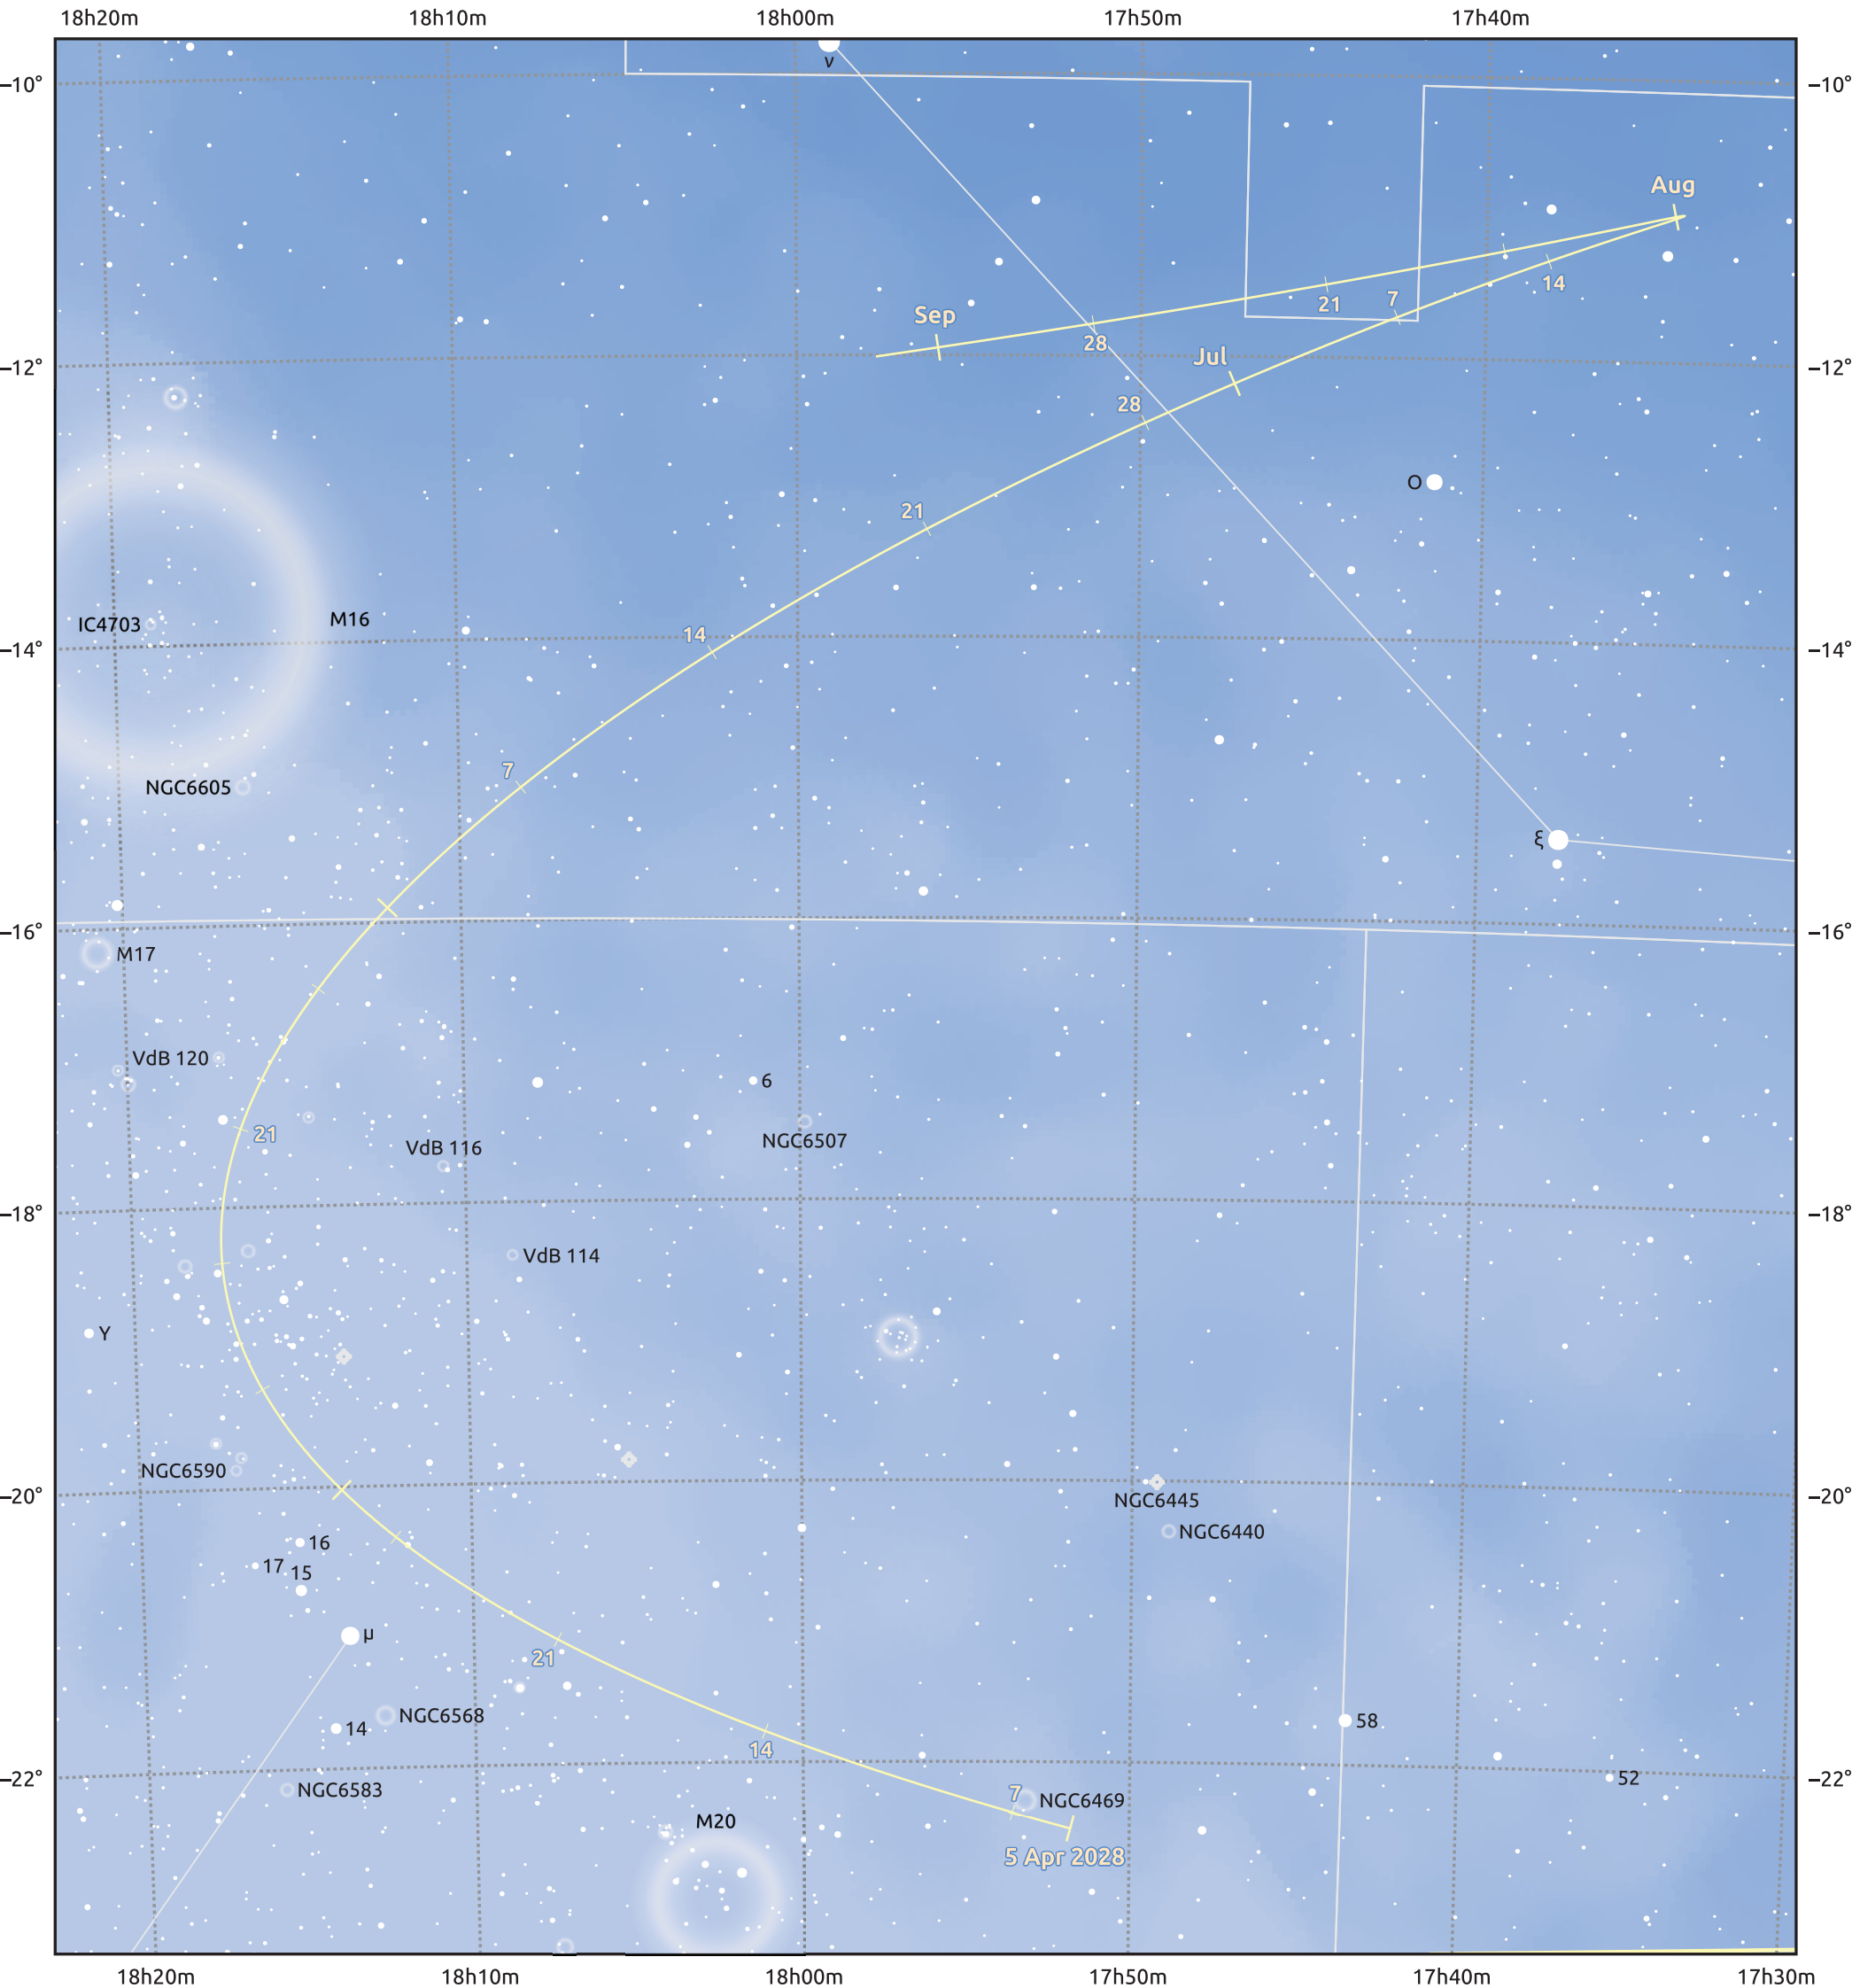 18h20m 18h10m 18h00m 17h50m 17h40m
−10° −10°
ν
Aug
14
7
21
Sep
28
Jul
−12° −12°
28
O
21
M16
IC4703
14
−14° −14°
7
NGC6605
ξ
−16° −16°
M17
VdB 120
6
21
NGC6507
VdB 116
−18° −18°
VdB 114
Y
NGC6590
−20° −20°
NGC6445
NGC6440
16
17
15
μ
21
NGC6568
58
14
14
−22° −22°
52
NGC6583
7
NGC6469
M20
5 Apr 2028
18h20m 18h10m 18h00m 17h50m 17h40m 17h30m